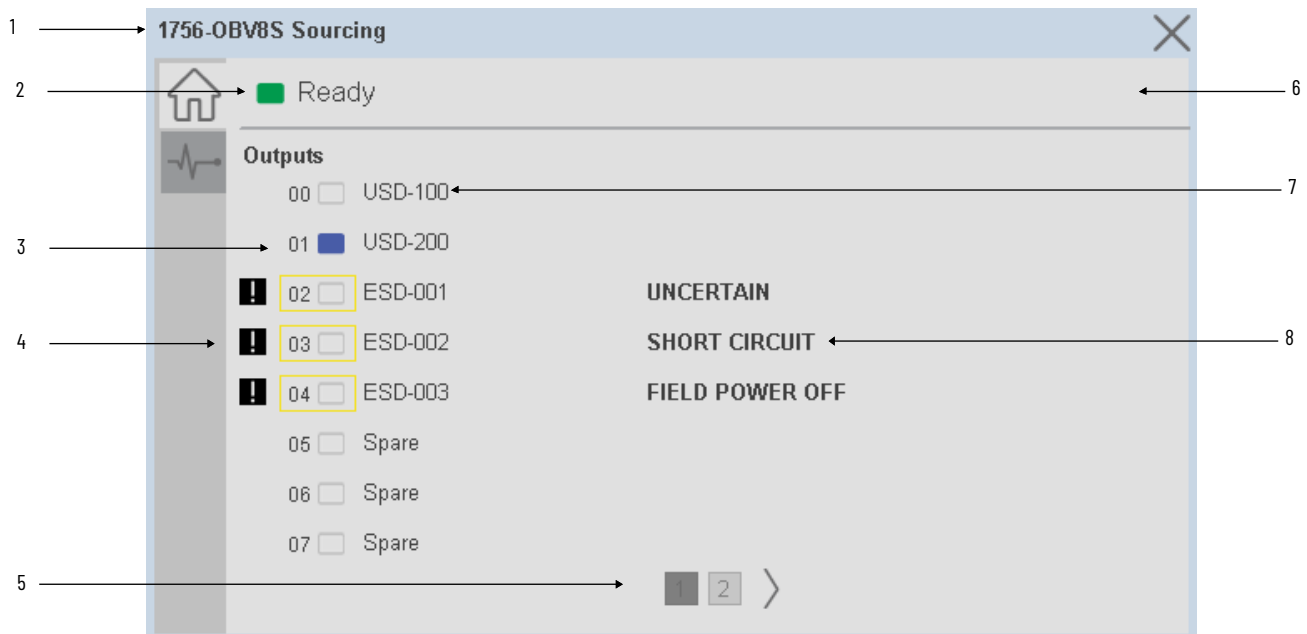 1 1756-OBV8S Sourcing
2 Ready 6
Outputs
00 USD-100 7
3 01 USD-200
! 02 ESD-001 UNCERTAIN
4 ! 03 ESD-002 SHORT CIRCUIT 8
! 04 ESD-003 FIELD POWER OFF
05 Spare
06 Spare
07 Spare
5 1 2